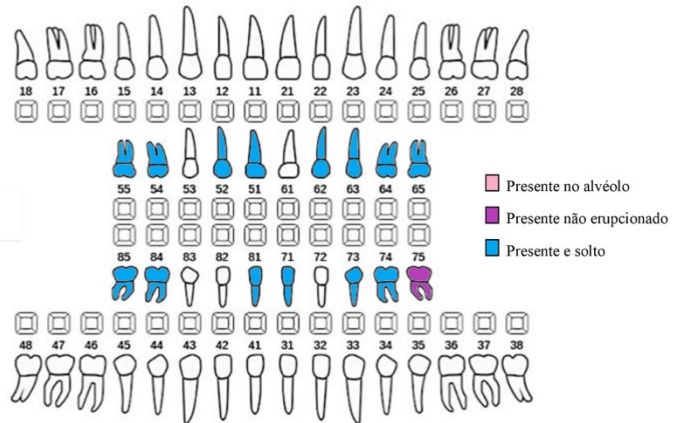 18 17 16 15 14 13 12 11 21 22 23 24 25 26 27 28
55 54 53 52 51 61 62 63 64 65
Presente no alvéolo
Presente não erupcionado
Presente e solto
85 84 83 82 81 71 72 73 74 75
48 47 46 45 44 43 42 41 31 32 33 34 35 36 37 38